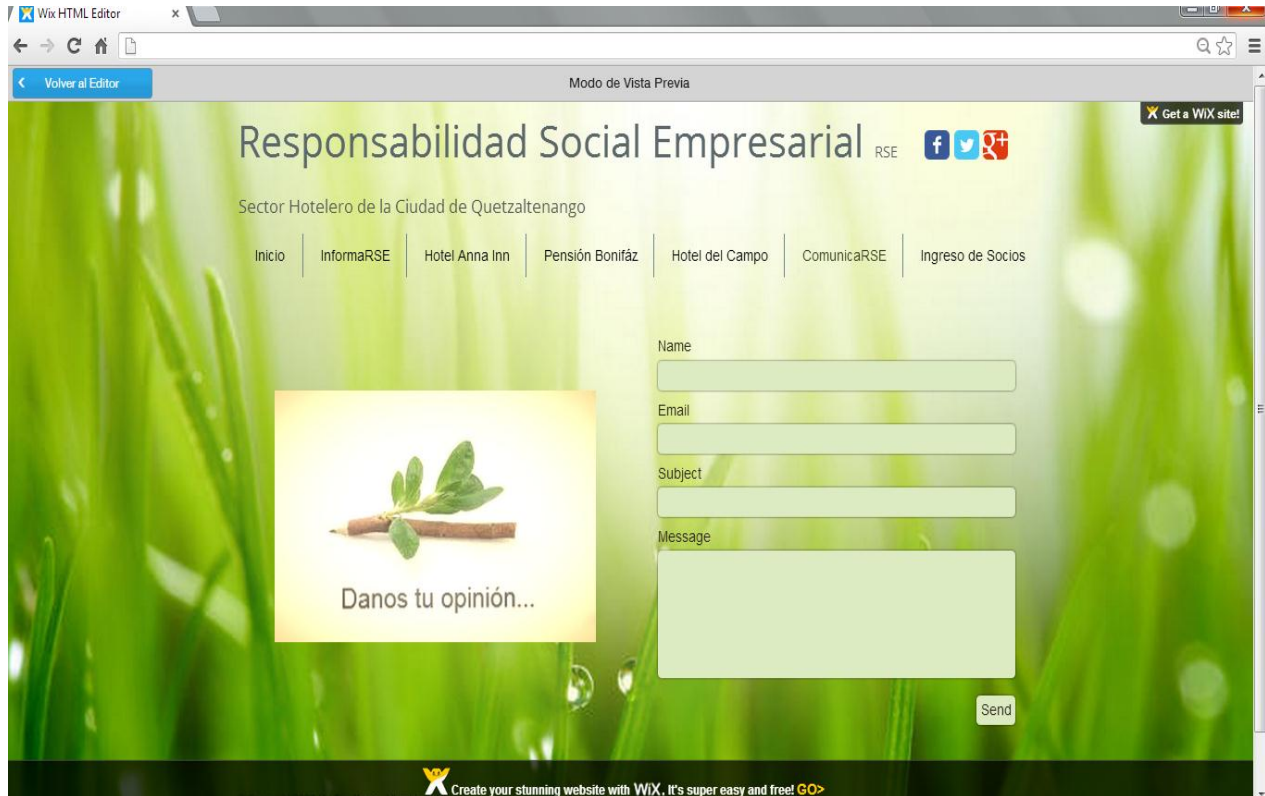 Wix HTML Editor
Volver al Editor
Modo de Vista Previa
Get a WiX site!
Responsabilidad Social Empresarial RSE
Sector Hotelero de la Ciudad de Quetzaltenango
Inicio InformaRSE Hotel Anna Inn Pensión Bonifáz Hotel del Campo ComunicaRSE Ingreso de Socios
Name
Email
Subject
Message
Danos tu opinión...
Send
Create your stunning website with WiX. It's super easy and free! GO>